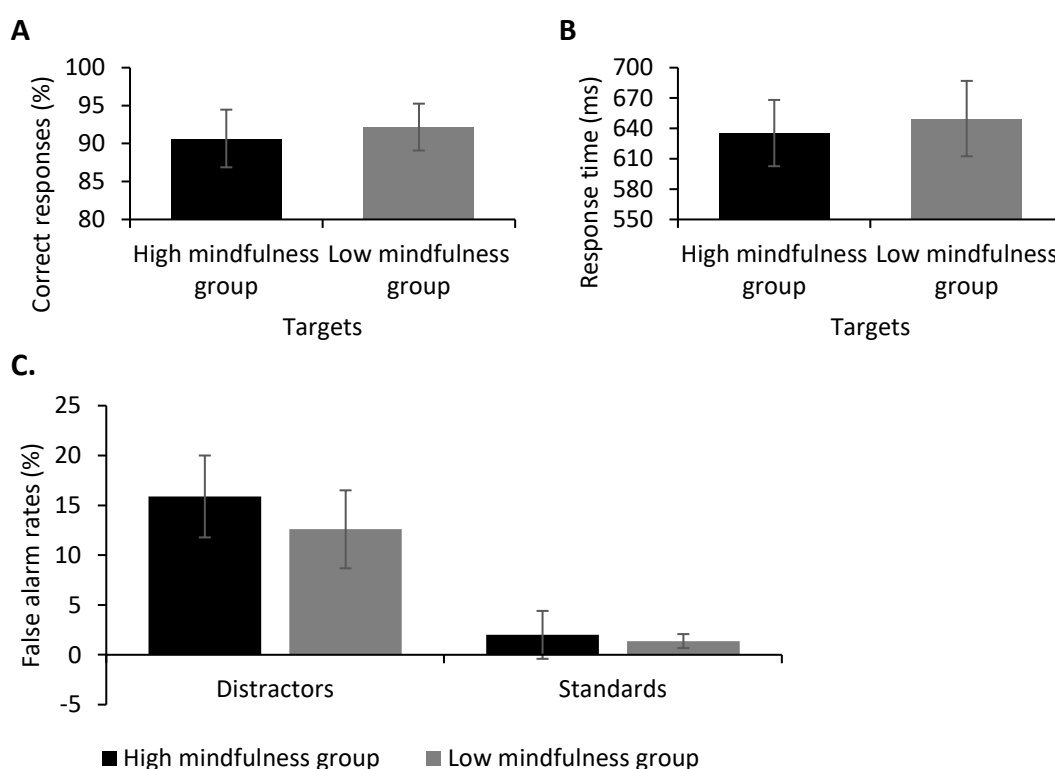 A
Correct responses (%)
100
95
90
85
80
High mindfulness group
Low mindfulness group
Targets
B
Response time (ms)
700
670
640
610
580
550
High mindfulness group
Low mindfulness group
Targets
C.
False alarm rates (%)
25
20
15
10
5
0
-5
Distractors
Standards
High mindfulness group
Low mindfulness group